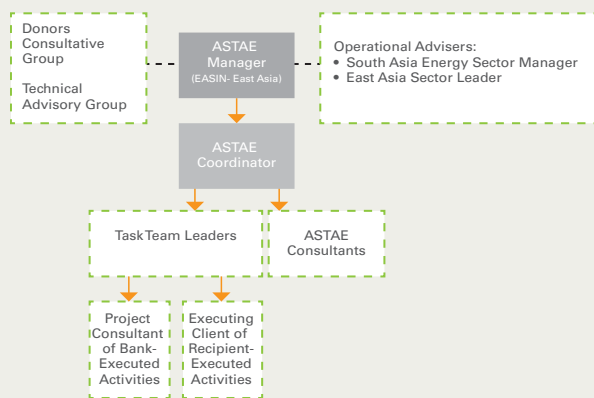 Donors
Consultative
Group
Technical
Advisory Group
ASTAE
Manager
(EASIN- East Asia)
Operational Advisers:
• South Asia Energy Sector Manager
• East Asia Sector Leader
ASTAE
Coordinator
Task Team Leaders
ASTAE
Consultants
Project
Consultant
of Bank-
Executed
Activities
Executing
Client of
Recipient-
Executed
Activities